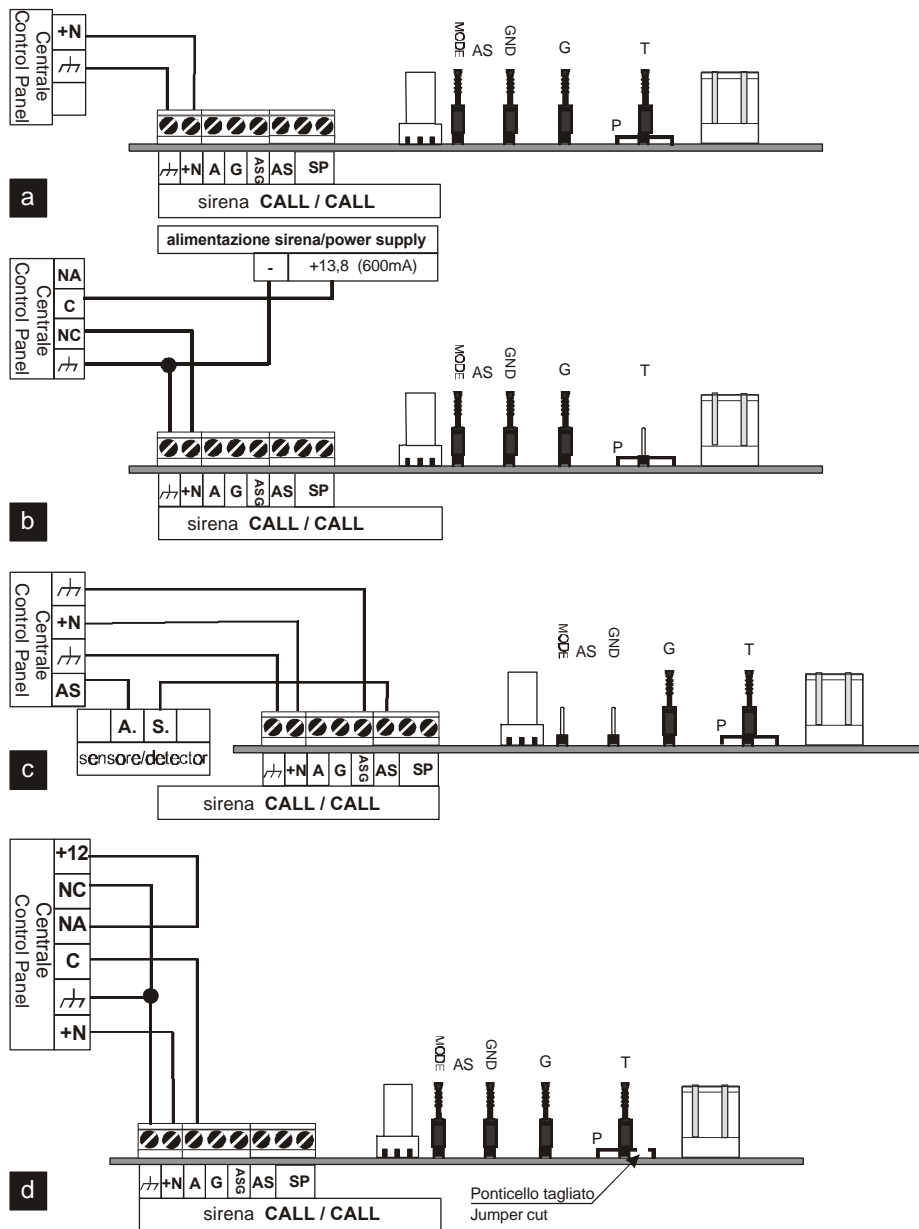 Centrale
Control Panel
+N
MODE AS GND G T
P
+N A G ASG AS SP
sirena CALL / CALL
a
alimentazione sirena/power supply
- +13,8 (600mA)
Centrale
Control Panel
NA
C
NC
MODE AS GND G T
P
+N A G ASG AS SP
sirena CALL / CALL
b
Centrale
Control Panel
+N
AS
A. S.
sensore/detector
MODE AS GND G T
P
+N A G ASG AS SP
sirena CALL / CALL
c
Centrale
Control Panel
+12
NC
NA
C
+N
MODE AS GND G T
P
+N A G ASG AS SP
sirena CALL / CALL
Ponticello tagliato
Jumper cut
d